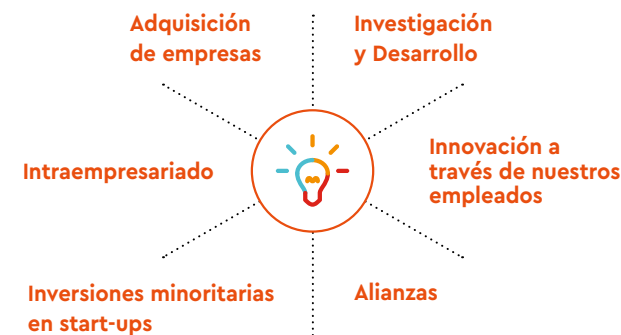 Adquisición
de empresas
Investigación
y Desarrollo
Intraempresariado
Innovación a
través de nuestros
empleados
Inversiones minoritarias
en start-ups
Alianzas